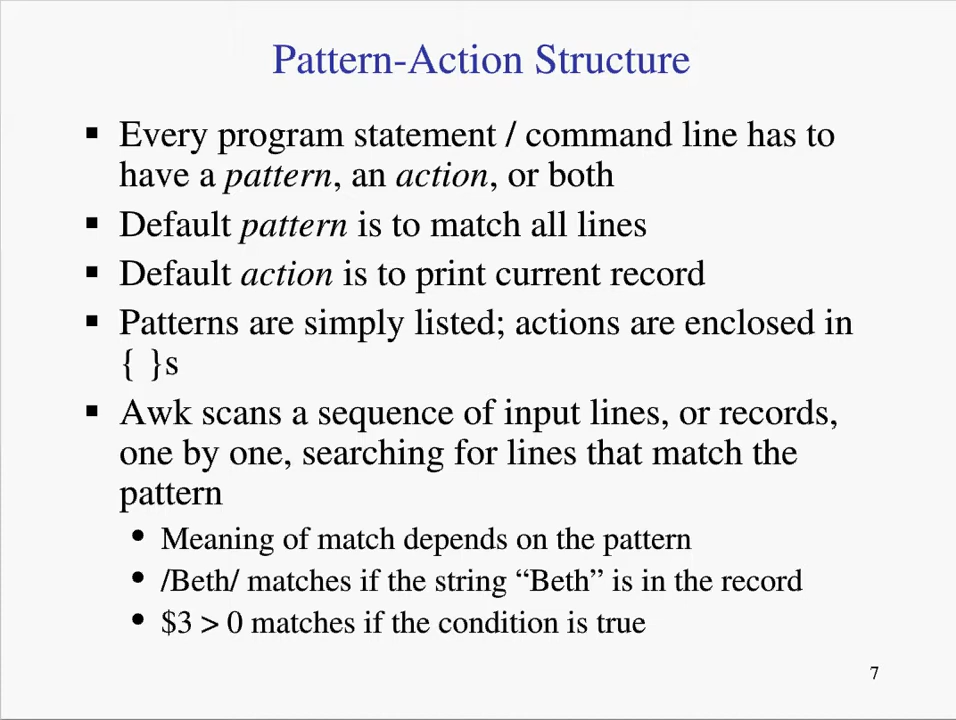 Pattern-Action Structure
▪ Every program statement / command line has to
have a pattern, an action, or both
▪ Default pattern is to match all lines
▪ Default action is to print current record
▪ Patterns are simply listed; actions are enclosed in
{ }s
▪ Awk scans a sequence of input lines, or records,
one by one, searching for lines that match the
pattern
• Meaning of match depends on the pattern
• /Beth/ matches if the string “Beth” is in the record
• $3 > 0 matches if the condition is true
7